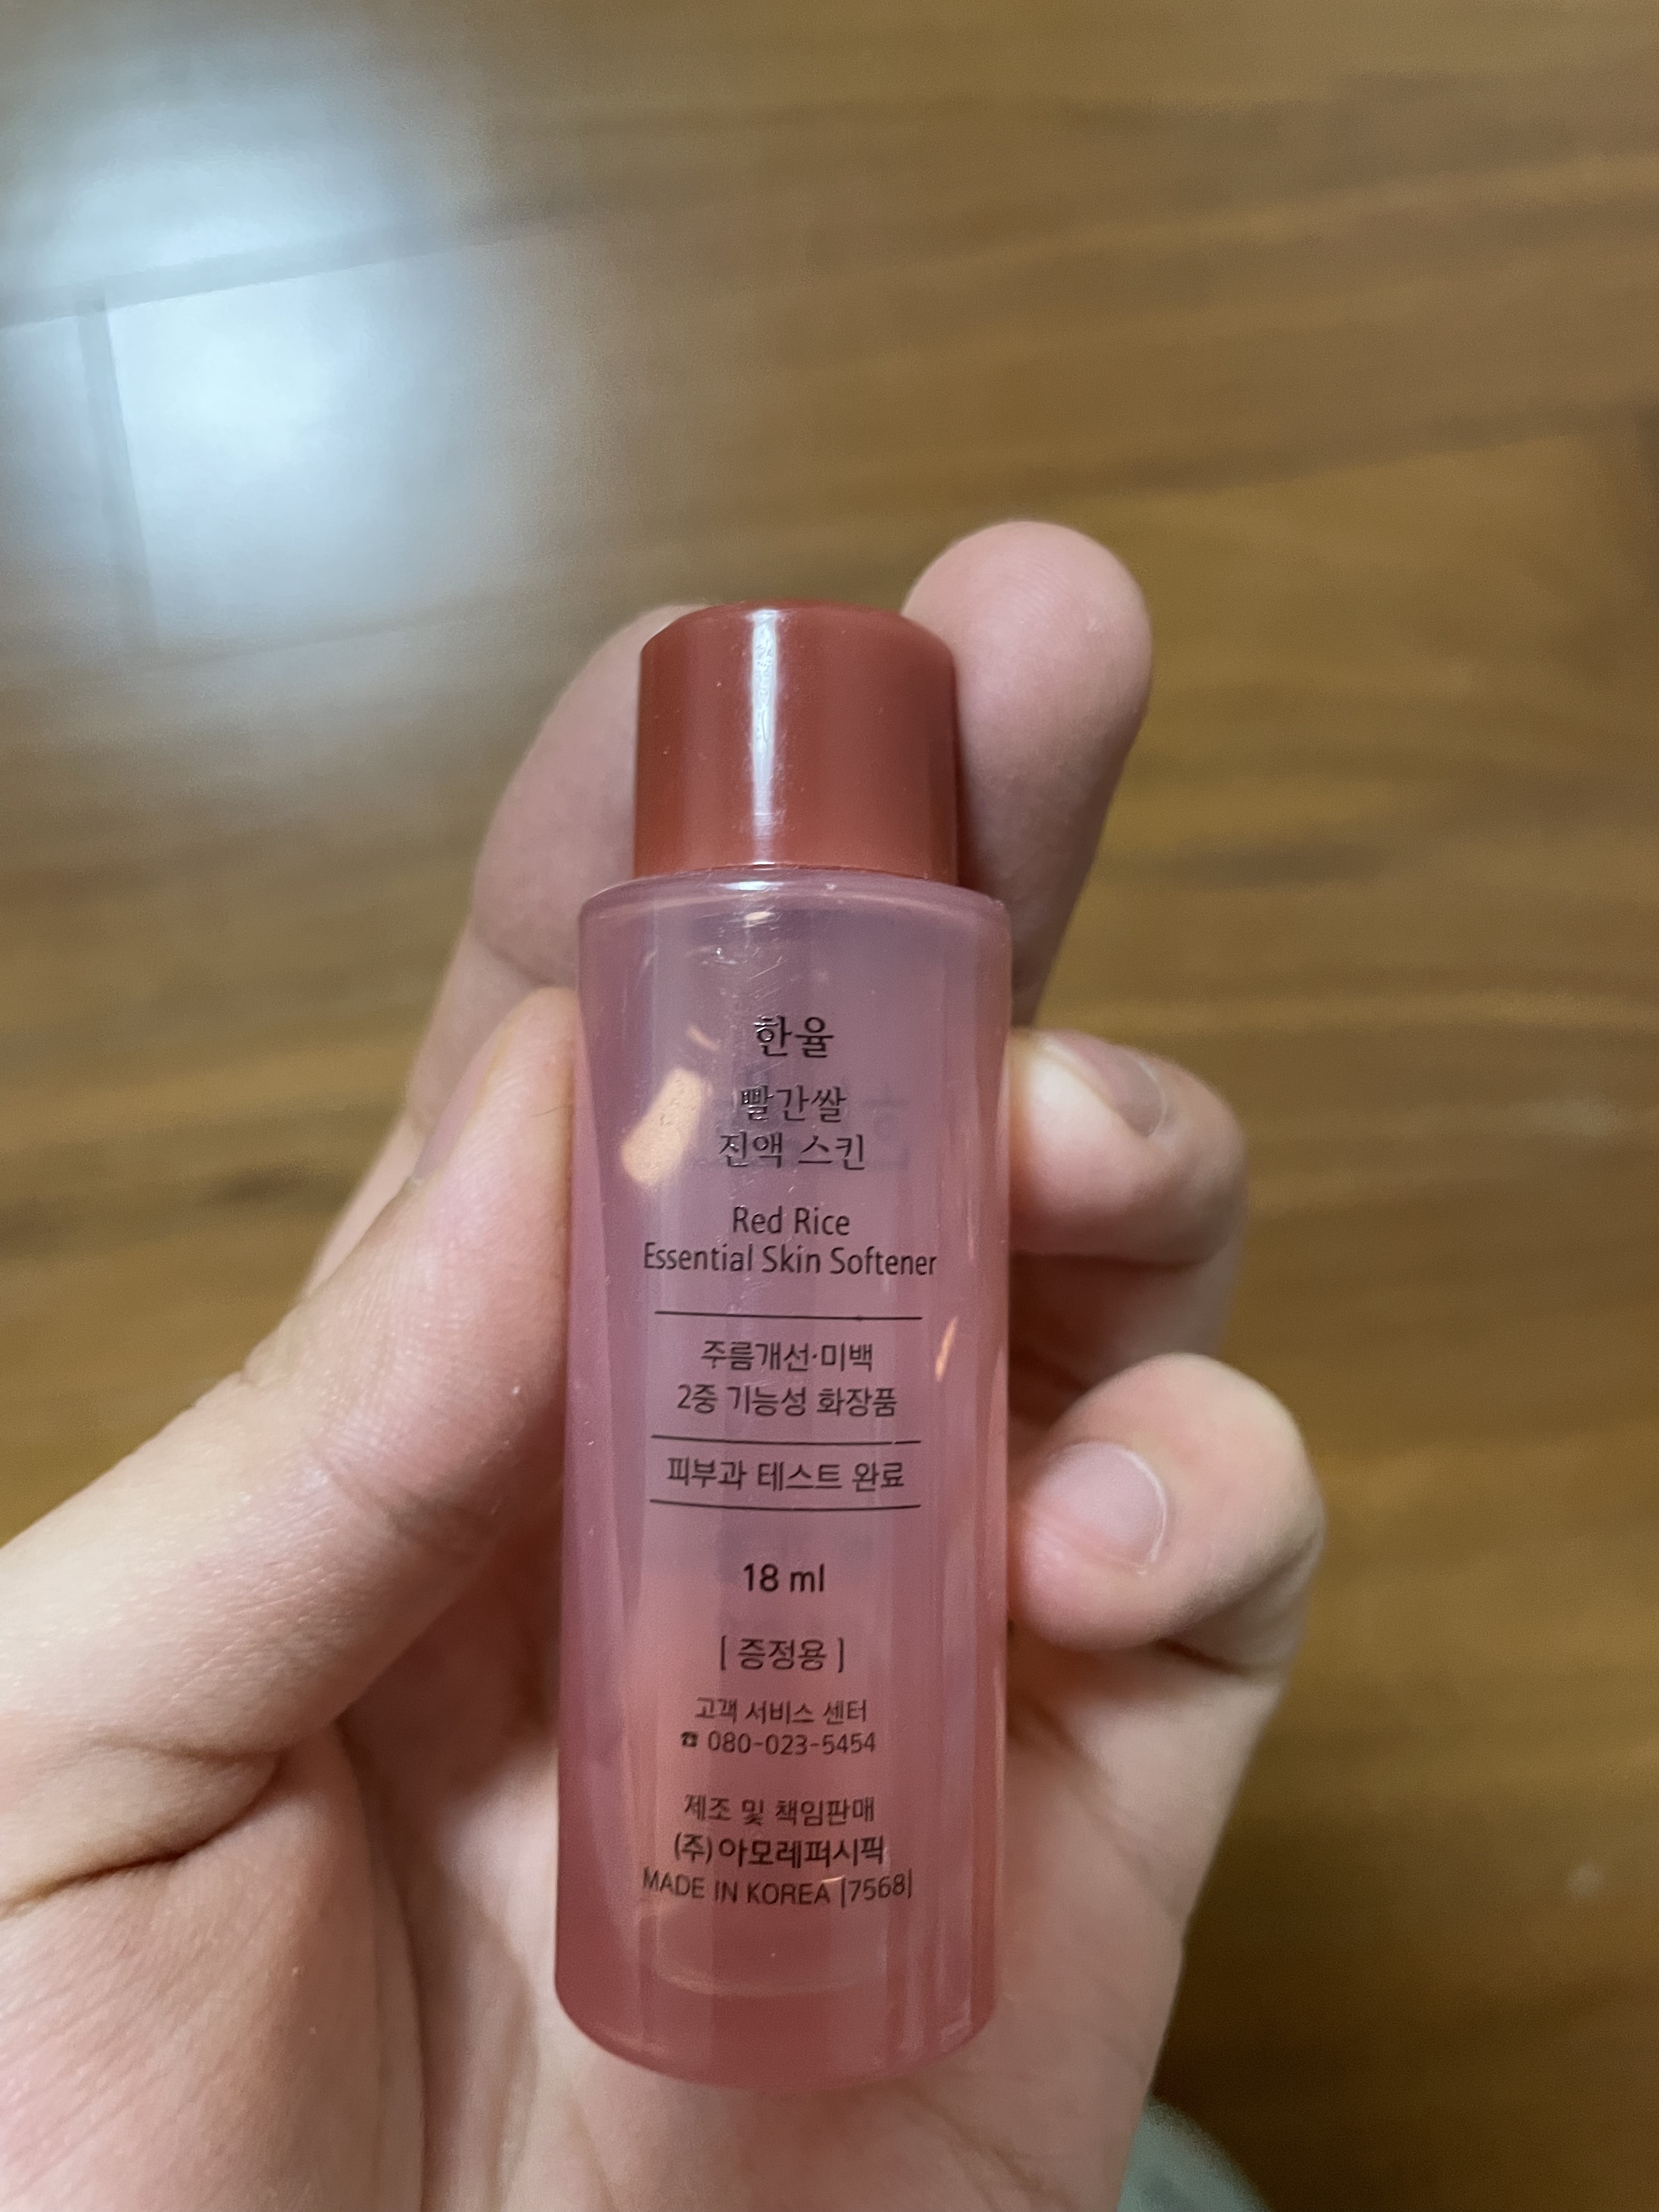 한율
빨간쌀
진액 스킨
Red Rice
Essential Skin Softener
주름개선·미백
2중 기능성 화장품
피부과 테스트 완료
18 ml
[ 증정용 ]
고객 서비스 센터
☎ 080-023-5454
제조 및 책임판매
(주)아모레퍼시픽
MADE IN KOREA [7568]